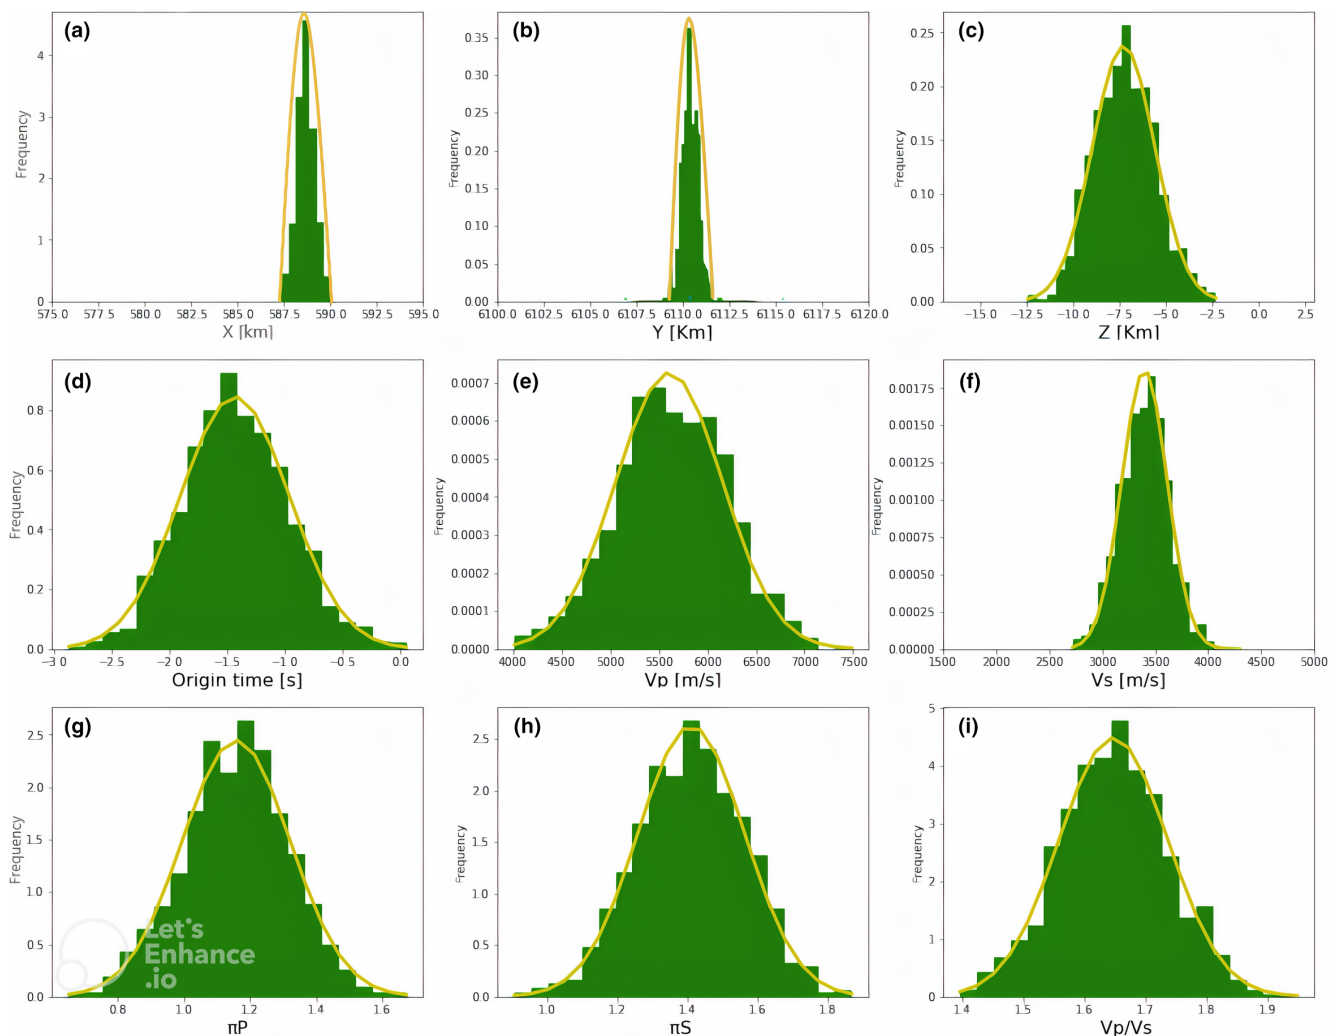 (a)
4
3
2
1
0
Frequency
575.0 577.5 580.0 582.5 585.0 587.5 590.0 592.5 595.0
X [km]
(b)
0.35
0.30
0.25
0.20
0.15
0.10
0.05
0.00
Frequency
6100.0 6102.5 6105.0 6107.5 6110.0 6112.5 6115.0 6117.5 6120.0
Y [Km]
(c)
0.25
0.20
0.15
0.10
0.05
0.00
Frequency
−15.0 −12.5 −10.0 −7.5 −5.0 −2.5 0.0 2.5
Z [Km]
(d)
0.8
0.6
0.4
0.2
0.0
Frequency
−3.0 −2.5 −2.0 −1.5 −1.0 −0.5 0.0
Origin time [s]
(e)
0.0007
0.0006
0.0005
0.0004
0.0003
0.0002
0.0001
0.0000
Frequency
4000 4500 5000 5500 6000 6500 7000 7500
Vp [m/s]
(f)
0.00175
0.00150
0.00125
0.00100
0.00075
0.00050
0.00025
0.00000
Frequency
1500 2000 2500 3000 3500 4000 4500 5000
Vs [m/s]
(g)
2.5
2.0
1.5
1.0
0.5
0.0
Frequency
0.8 1.0 1.2 1.4 1.6
πP
Let's
Enhance
.io
(h)
2.5
2.0
1.5
1.0
0.5
0.0
Frequency
1.0 1.2 1.4 1.6 1.8
πS
(i)
5
4
3
2
1
0
Frequency
1.4 1.5 1.6 1.7 1.8 1.9
Vp/Vs